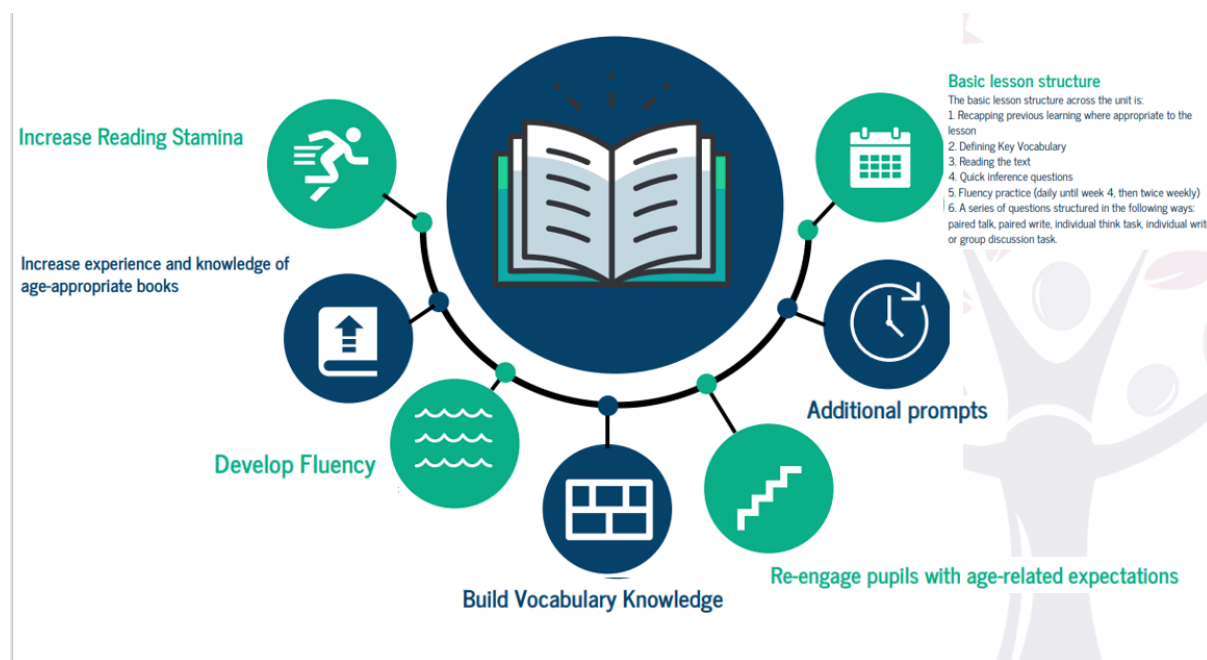 Increase Reading Stamina
Increase experience and knowledge of
age-appropriate books
Develop Fluency
Build Vocabulary Knowledge
Re-engage pupils with age-related expectations
Additional prompts
Basic lesson structure
The basic lesson structure across the unit is:
1. Recapping previous learning where appropriate to the
lesson
2. Defining Key Vocabulary
3. Reading the text
4. Quick inference questions
5. Fluency practice (daily until week 4, then twice weekly)
6. A series of questions structured in the following ways:
paired talk, paired write, individual think task, individual writ
or group discussion task.